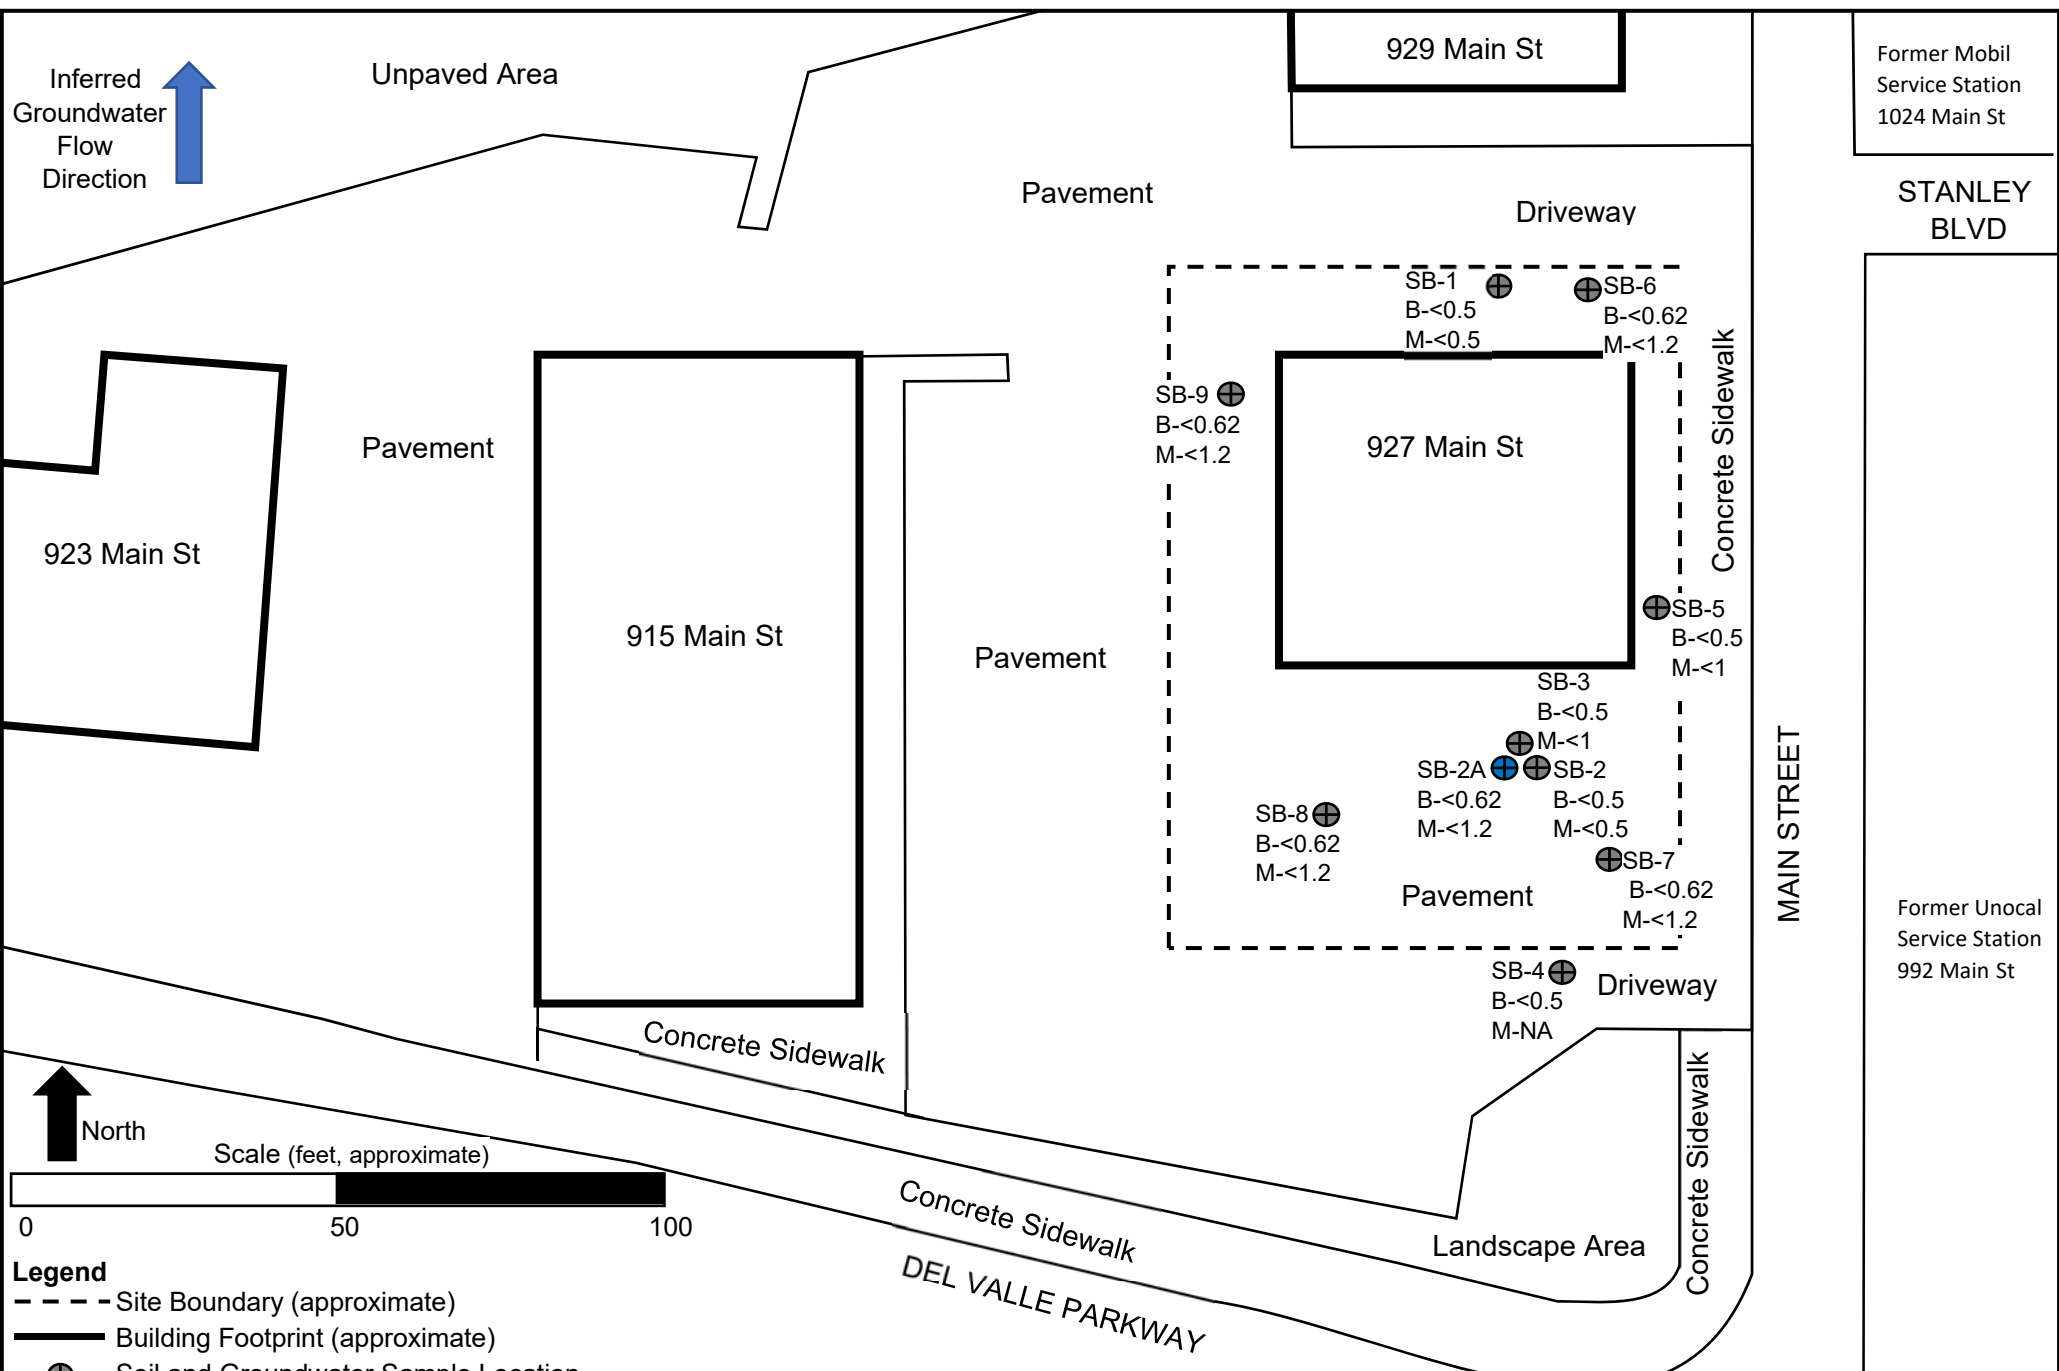 Inferred
Groundwater
Flow
Direction
Unpaved Area
929 Main St
Former Mobil
Service Station
1024 Main St
STANLEY
BLVD
Pavement
Driveway
SB-1
B-<0.5
M-<0.5
SB-6
B-<0.62
M-<1.2
SB-9
B-<0.62
M-<1.2
927 Main St
Concrete Sidewalk
Pavement
923 Main St
915 Main St
Pavement
SB-5
B-<0.5
M-<1
SB-3
B-<0.5
M-<1
SB-2A
B-<0.62
M-<1.2
SB-2
B-<0.5
M-<0.5
SB-8
B-<0.62
M-<1.2
SB-7
B-<0.62
M-<1.2
Pavement
MAIN STREET
Former Unocal
Service Station
992 Main St
SB-4
B-<0.5
M-NA
Driveway
Concrete Sidewalk
Concrete Sidewalk
North
Scale (feet, approximate)
0 50 100
Concrete Sidewalk
Landscape Area
DEL VALLE PARKWAY
Legend
Site Boundary (approximate)
Building Footprint (approximate)
Soil and Groundwater Sample Location